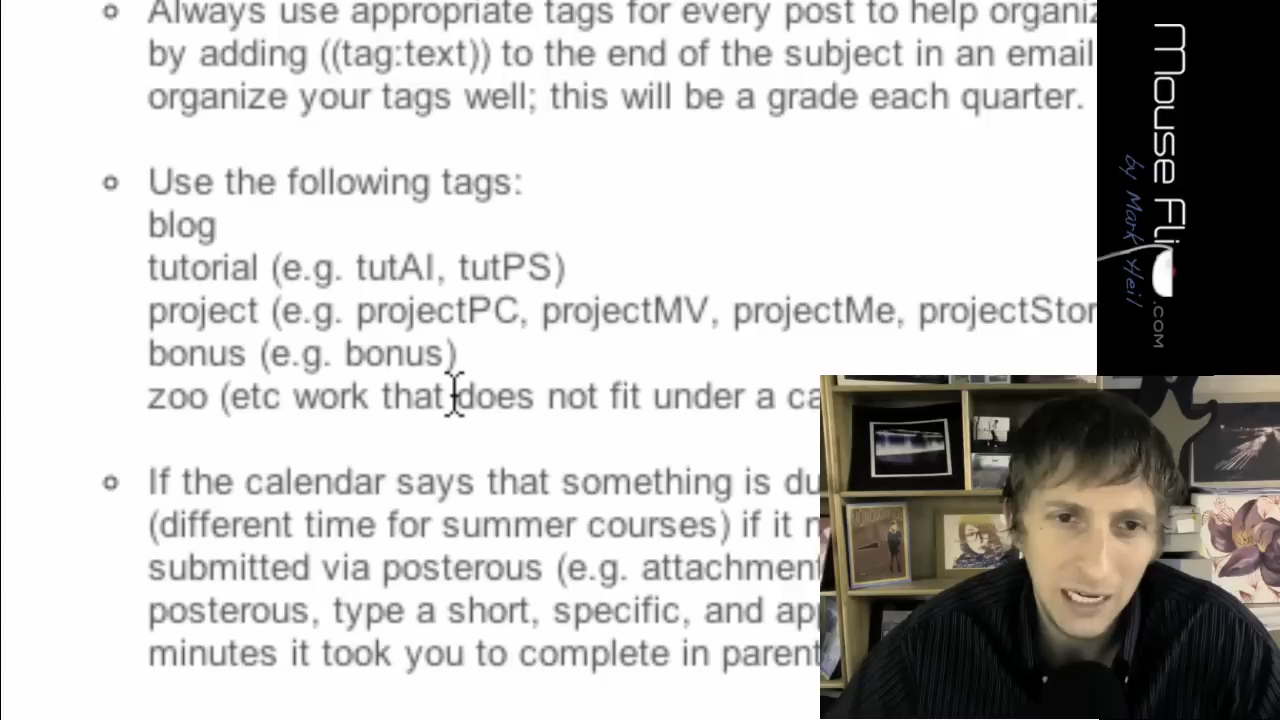 Always use appropriate tags for every post to help organiz
by adding ((tag:text)) to the end of the subject in an email
organize your tags well; this will be a grade each quarter.
Use the following tags:
blog
tutorial (e.g. tutAI, tutPS)
project (e.g. projectPC, projectMV, projectMe, projectStor
bonus (e.g. bonus)
zoo (etc work that does not fit under a ca
If the calendar says that something is du
(different time for summer courses) if it
submitted via posterous (e.g. attachment
posterous, type a short, specific, and app
minutes it took you to complete in parent
Mouse Fli
.COM
by Mark Heil